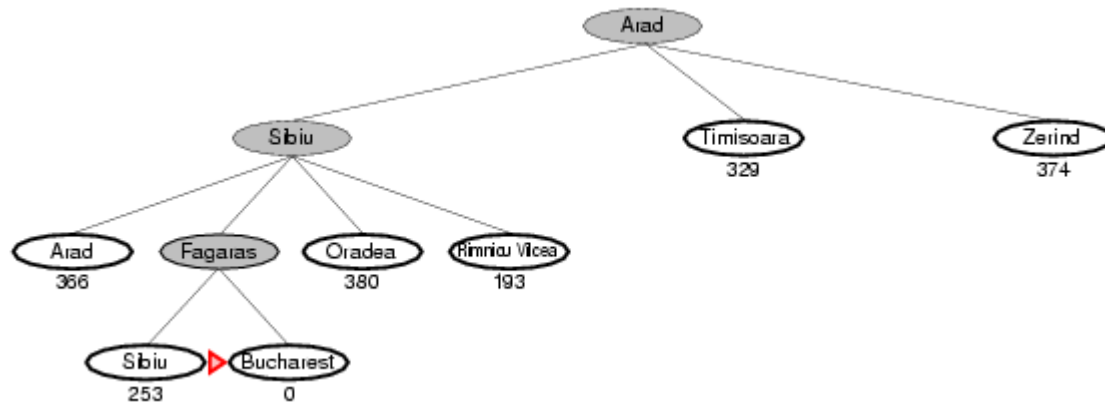 Arad
Sibiu
Timisoara
Zerind
329
374
Arad
Fagaras
Oradea
Rimnicu Vilcea
366
380
193
Sibiu
Bucharest
253
0